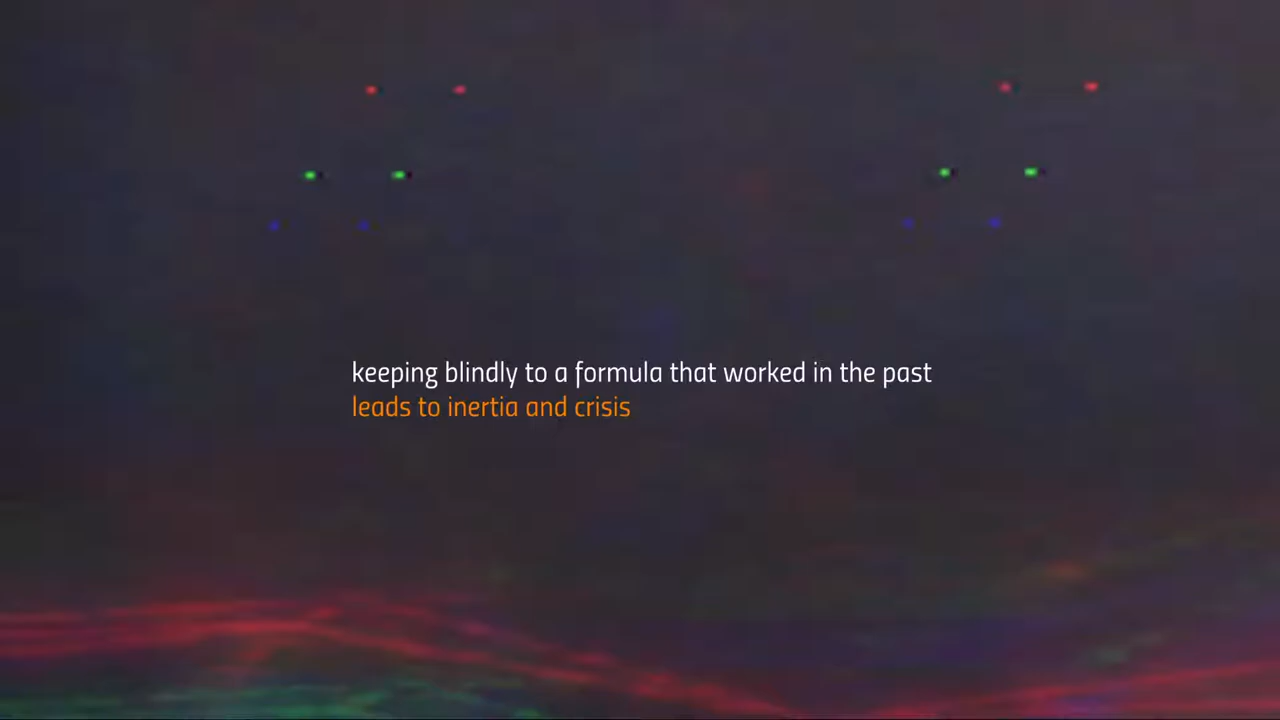 keeping blindly to a formula that worked in the past
leads to inertia and crisis